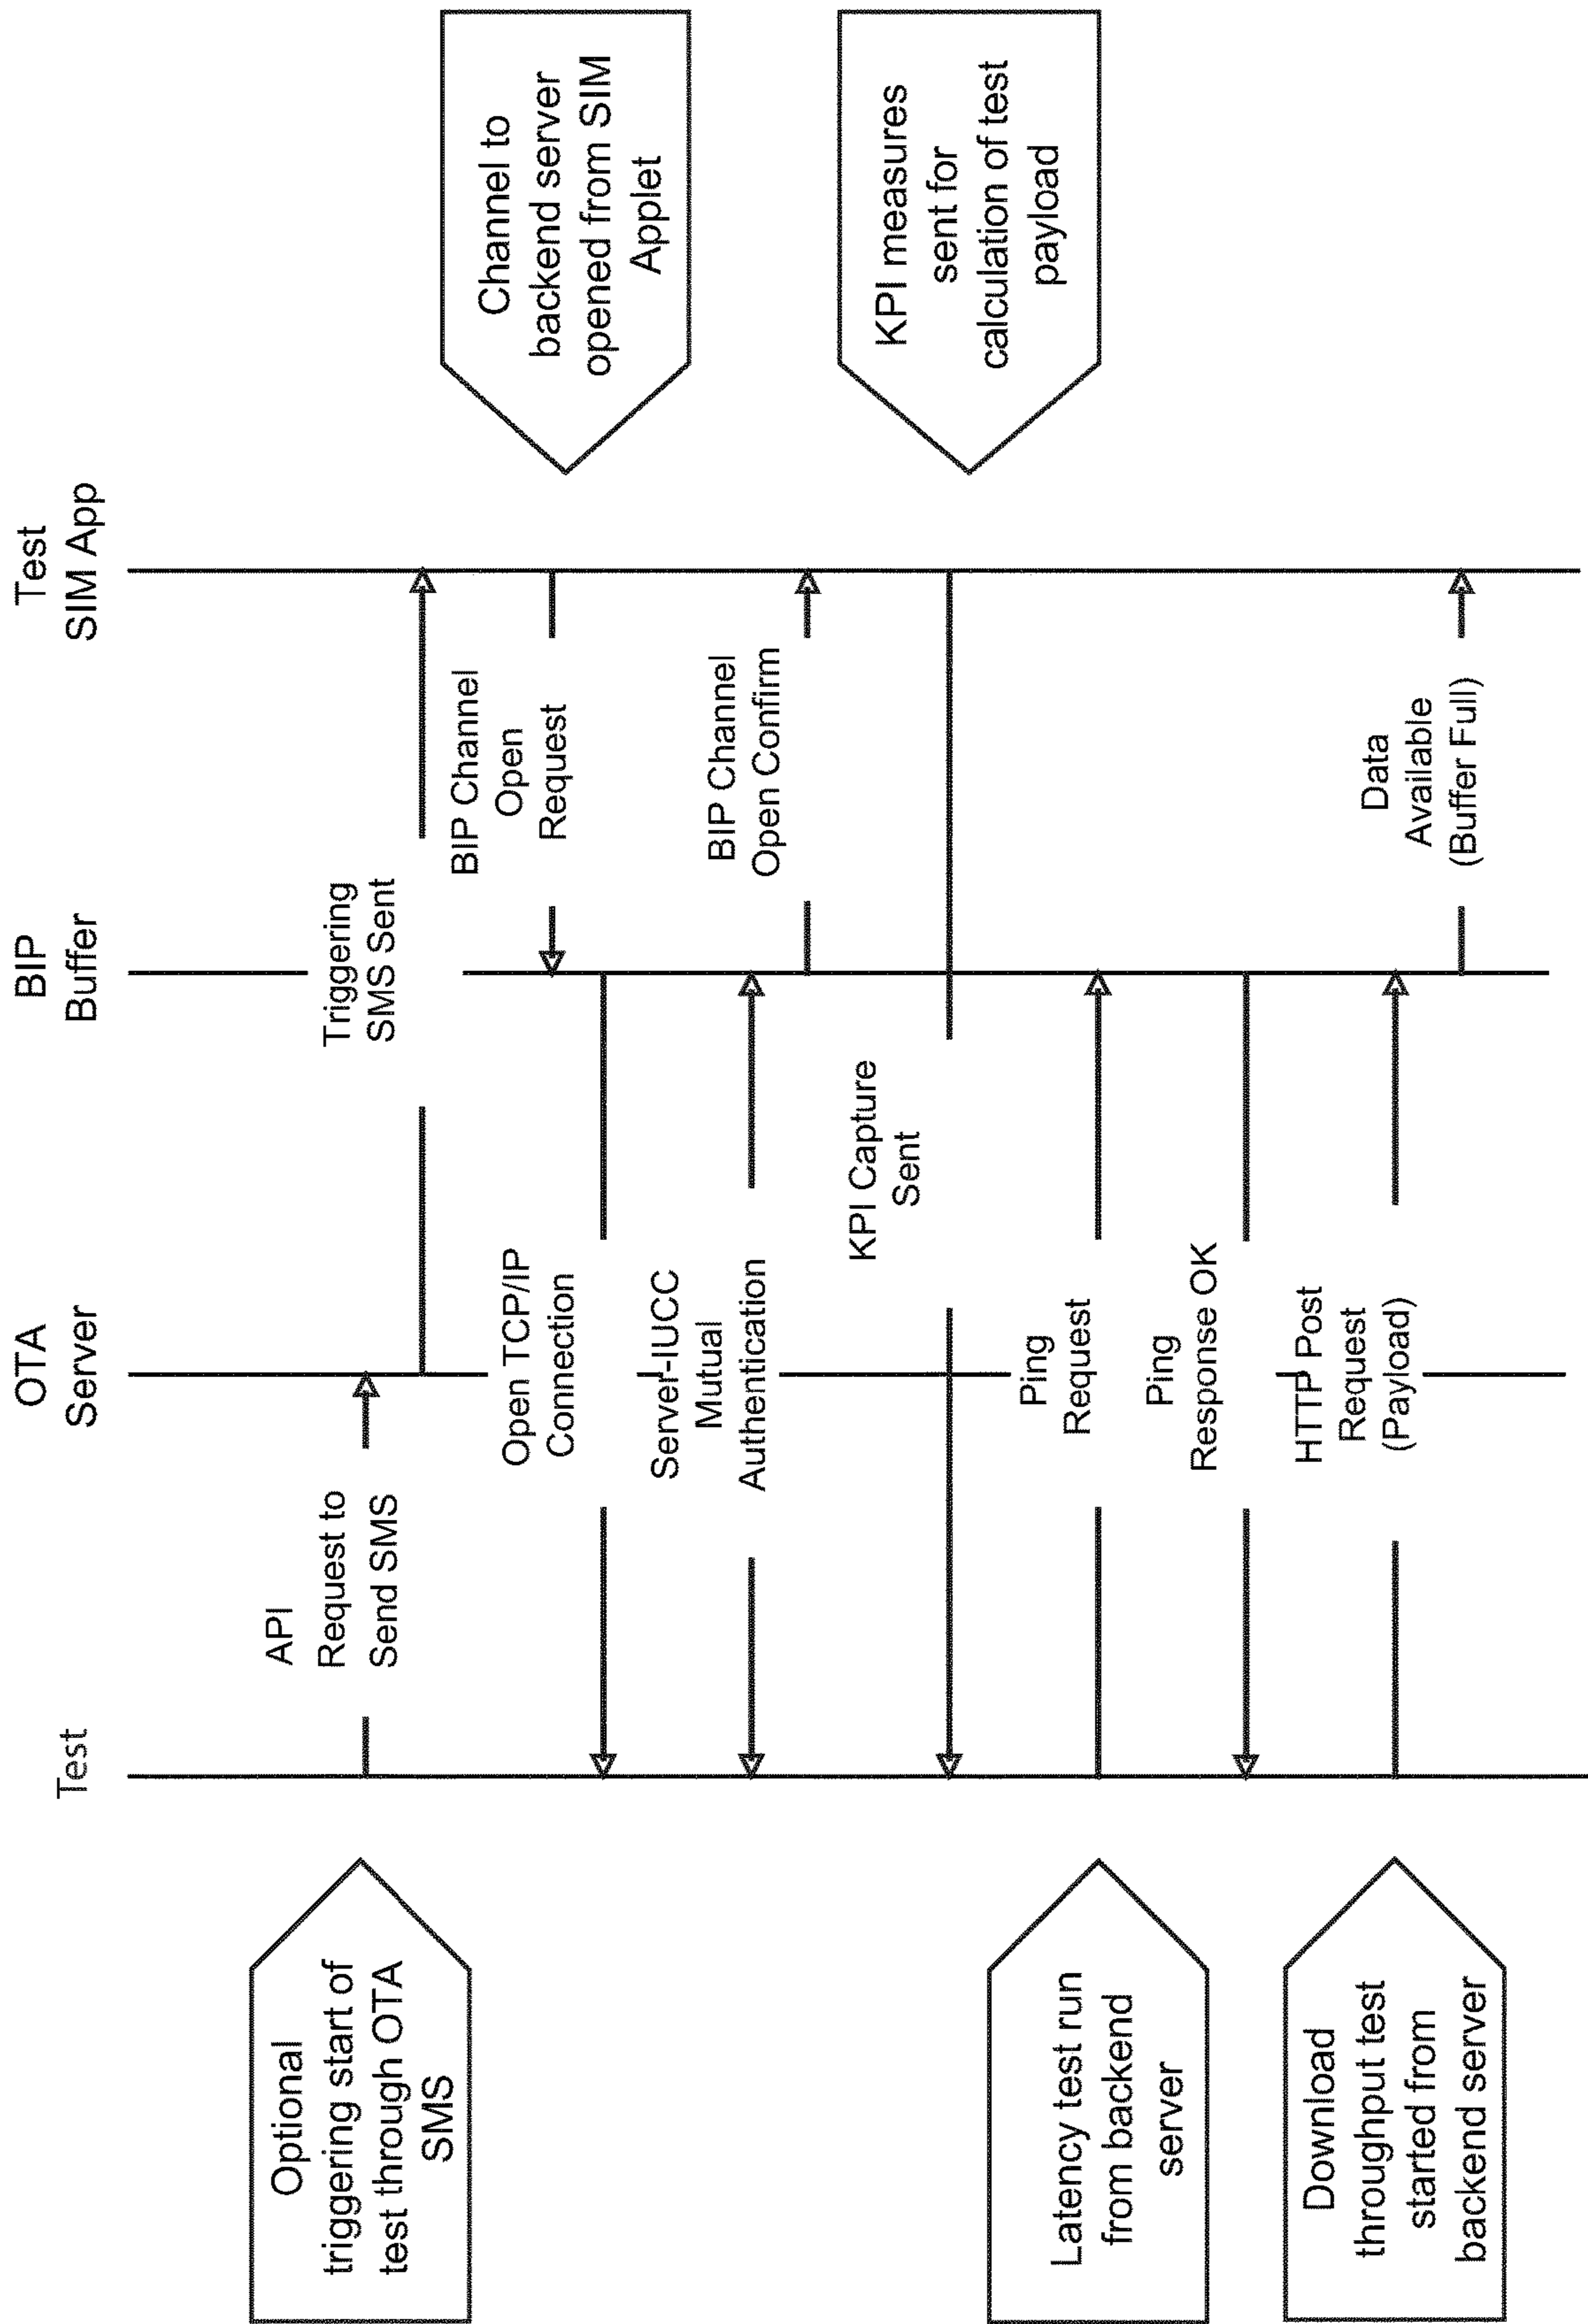 Test
OTA
Server
BIP
Buffer
Test
SIM App
Optional
triggering start of
test through OTA
SMS
API
Request to
Send SMS
Triggering
SMS Sent
Channel to
backend server
opened from SIM
Applet
BIP Channel
Open
Request
Open TCP/IP
Connection
Server-IUCC
Mutual
Authentication
BIP Channel
Open Confirm
KPI Capture
Sent
KPI measures
sent for
calculation of test
payload
Latency test run
from backend
server
Ping
Request
Ping
Response OK
Download
throughput test
started from
backend server
HTTP Post
Request
(Payload)
Data
Available
(Buffer Full)